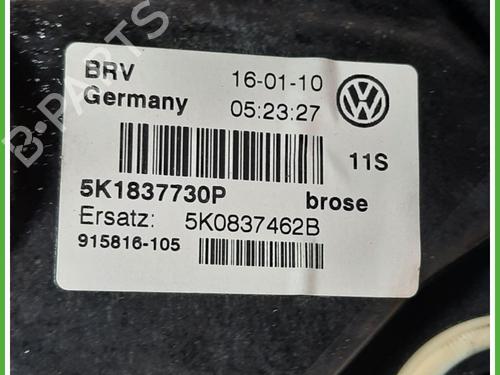 BRV 16-01-10
Germany 05:23:27
11S
5K1837730P brose
Ersatz: 5K0837462B
915816-105
B-PARTS